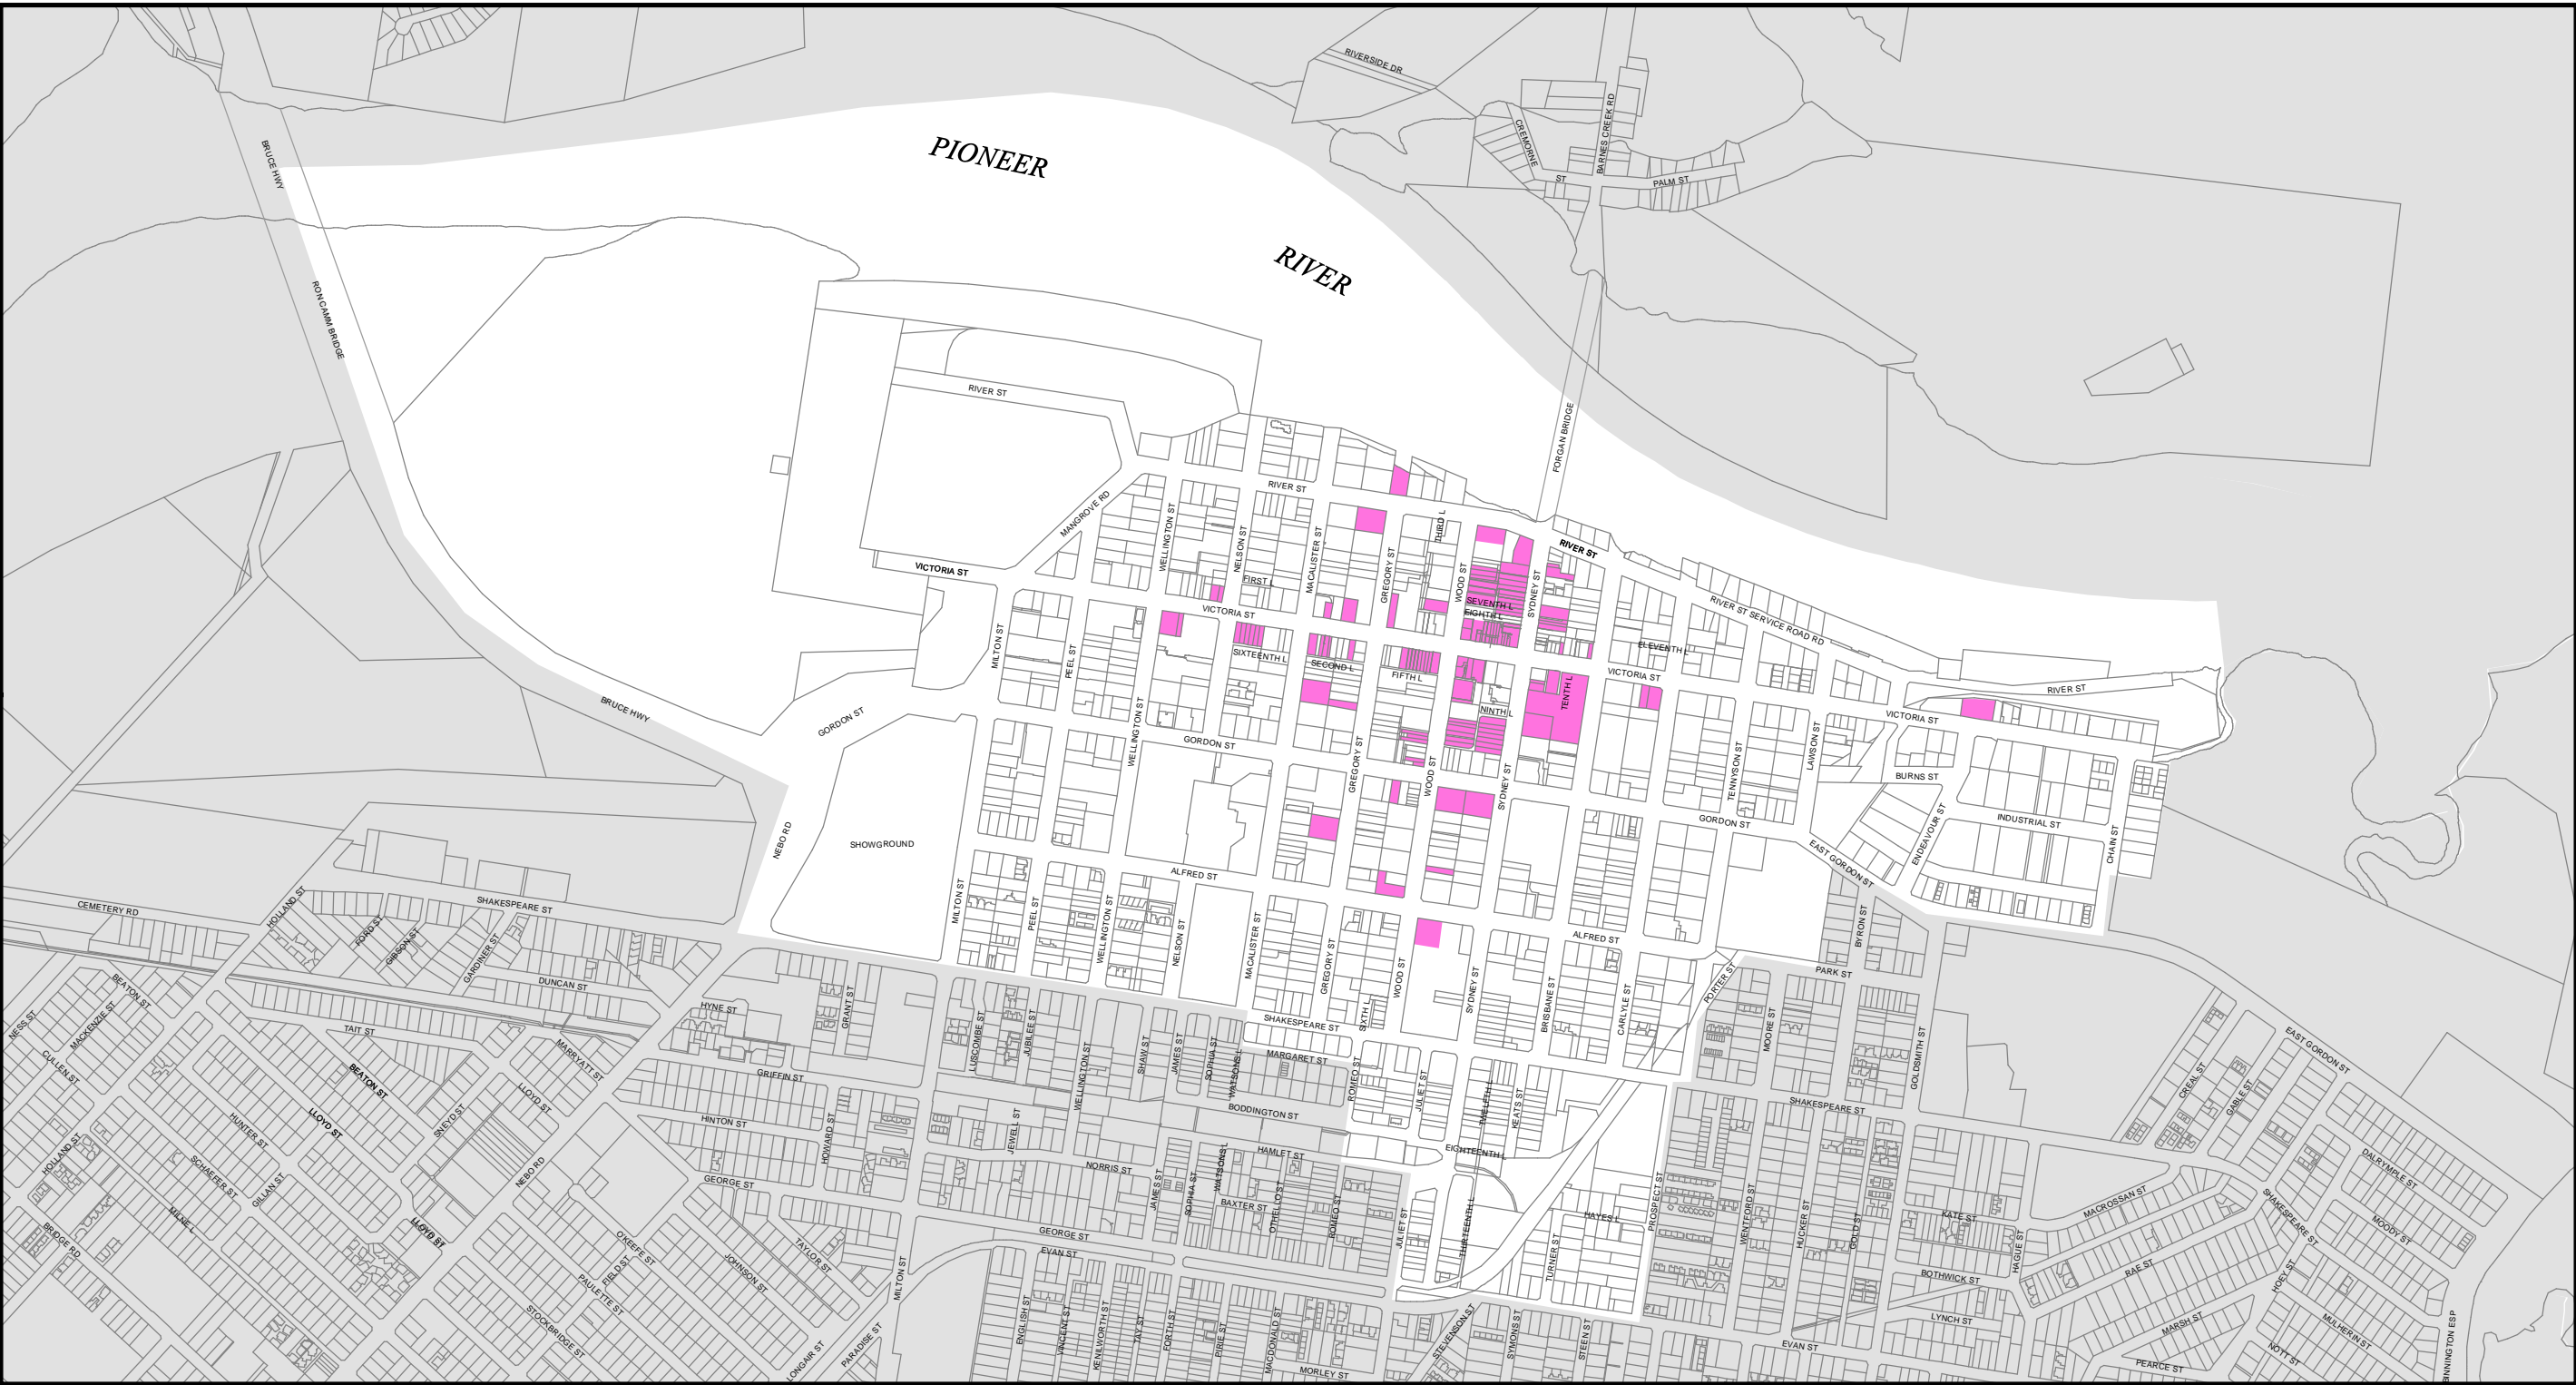 RIVERSIDE DR
BARNES CREEK RD
CREMORNE
ST
PALM ST
BRUCE HWY
PIONEER
RIVER
RON CAMM BRIDGE
FORGAN BRIDGE
RIVER ST
RIVER ST
MANGROVE RD
THIRD L
WELLINGTON ST
NELSON ST
MACALISTER ST
GREGORY ST
WOOD ST
SYDNEY ST
RIVER ST
VICTORIA ST
FIRST L
SEVENTH L
EIGHTH L
VICTORIA ST
RIVER ST SERVICE ROAD RD
MILTON ST
PEEL ST
SIXTEENTH L
SECOND L
FIFTH L
ELEVENTH L
VICTORIA ST
TENTH L
NINTH L
RIVER ST
VICTORIA ST
BRUCE HWY
GORDON ST
WELLINGTON ST
GORDON ST
GREGORY ST
WOOD ST
SYDNEY ST
TENNYSON ST
LAWSON ST
BURNS ST
NEBO RD
SHOWGROUND
GORDON ST
ENDEAVOUR ST
INDUSTRIAL ST
CHAIN ST
EAST GORDON ST
ALFRED ST
CEMETERY RD
HOLLAND ST
SHAKESPEARE ST
FORD ST
GIBSON ST
GARDINER ST
MILTON ST
PEEL ST
WELLINGTON ST
NELSON ST
MACALISTER ST
GREGORY ST
WOOD ST
SYDNEY ST
ALFRED ST
BYRON ST
BEATON ST
DUNCAN ST
PARK ST
PORTER ST
NESS ST
MACKENZIE ST
TAIT ST
HYNE ST
GRANT ST
LUSCOMBE ST
JUBILEE ST
SHAKESPEARE ST
SIXTH L
BRISBANE ST
CARLYLE ST
MOORE ST
GOLDSMITH ST
EAST GORDON ST
CULLEN ST
MARRYATT ST
BEATON ST
GRIFFIN ST
WELLINGTON ST
SHAW ST
JAMES ST
SOPHIA ST
WATSONS L
MARGARET ST
ROMEO ST
JULIET ST
TWELFTH L
KEATS ST
CREAL ST
GABLE ST
LLOYD ST
SNEYD ST
LLOYD ST
HUNTER ST
HINTON ST
HOWARD ST
JEWELL ST
BODDINGTON ST
SHAKESPEARE ST
HOLLAND ST
SCHAEFER ST
GILLAN ST
NEBO RD
GEORGE ST
NORRIS ST
HAMLET ST
EIGHTEENTH L
DALRYMPLE ST
MILNE L
BRIDGE RD
LLOYD ST
JAMES ST
SOPHIA ST
WATSONS L
BAXTER ST
OTHELLO ST
ROMEO ST
JULIET ST
THIRTEENTH L
HAYES L
PROSPECT ST
WENTFORD ST
HUCKER ST
GOLD ST
KATE ST
MACROSSAN ST
SHAKESPEARE ST
MOODY ST
HAGUE ST
O'KEEFE ST
FIELD ST
PAULETTE ST
JOHNSON ST
TAYLOR ST
GEORGE ST
EVAN ST
TURNER ST
BOTHWICK ST
RAE ST
HOEY ST
MILTON ST
STOCKBRIDGE ST
LONGAIR ST
PARADISE ST
ENGLISH ST
VINCENT ST
KENILWORTH ST
TAY ST
FORTH ST
PIRIE ST
MACDONALD ST
MORLEY ST
STEVENSON ST
SYMONS ST
STEEN ST
EVAN ST
LYNCH ST
MARSH ST
PEARCE ST
MULHERIN ST
NOTT ST
BINNINGTON ESP